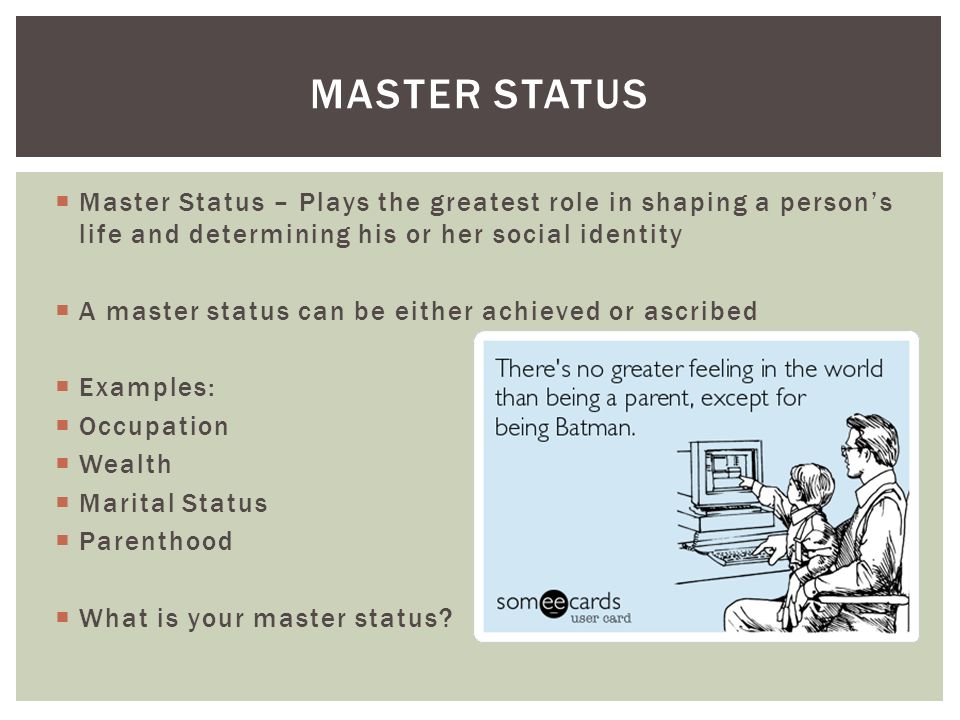 MASTER STATUS
Master Status – Plays the greatest role in shaping a person’s
life and determining his or her social identity
A master status can be either achieved or ascribed
Examples:
Occupation
Wealth
Marital Status
Parenthood
What is your master status?
There's no greater feeling in the world
than being a parent, except for
being Batman.
someecards
user card